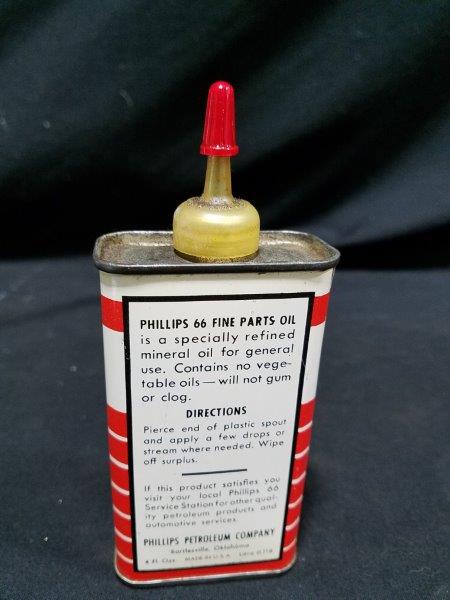 PHILLIPS 66 FINE PARTS OIL
is a specially refined
mineral oil for general
use. Contains no vege-
table oils — will not gum
or clog.
DIRECTIONS
Pierce end of plastic spout
and apply a few drops or
stream where needed. Wipe
off surplus.
If this product satisfies you
visit your local Phillips 66
Service Station for other qual-
ity petroleum products and
automotive services.
PHILLIPS PETROLEUM COMPANY
Bartlesville, Oklahoma
4 Fl. Ozs. MADE IN U.S.A.